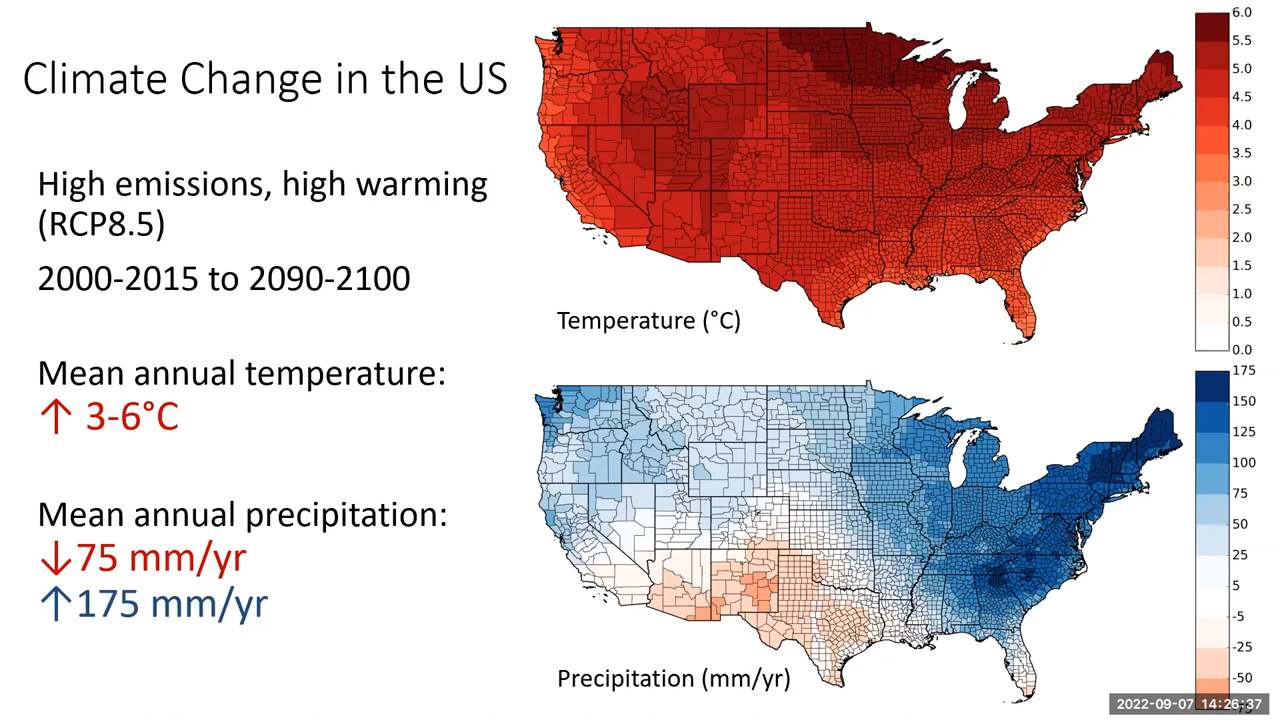 Climate Change in the US
High emissions, high warming
(RCP8.5)
2000-2015 to 2090-2100
Mean annual temperature:
↑ 3-6°C
Mean annual precipitation:
↓75 mm/yr
↑175 mm/yr
Temperature (°C)
6.0
5.5
5.0
4.5
4.0
3.5
3.0
2.5
2.0
1.5
1.0
0.5
0.0
Precipitation (mm/yr)
175
150
125
100
75
50
25
5
-5
-25
-50
2022-09-07 14:26:37